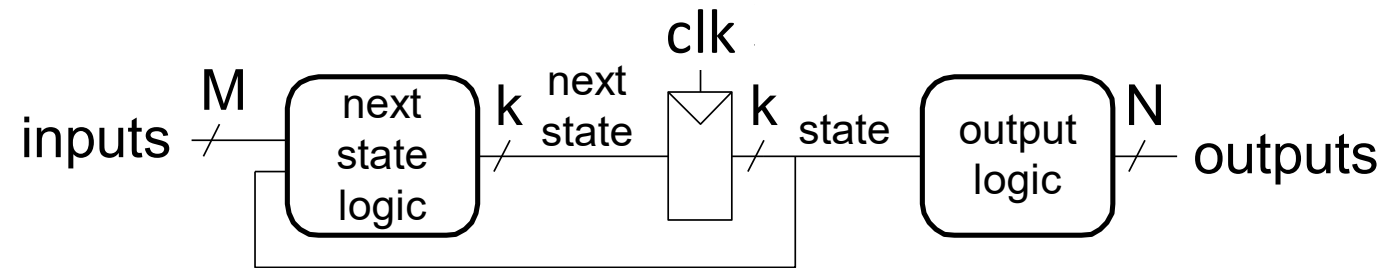 clk
inputs
M
next
state
logic
k
next
state
k
state
output
logic
N
outputs